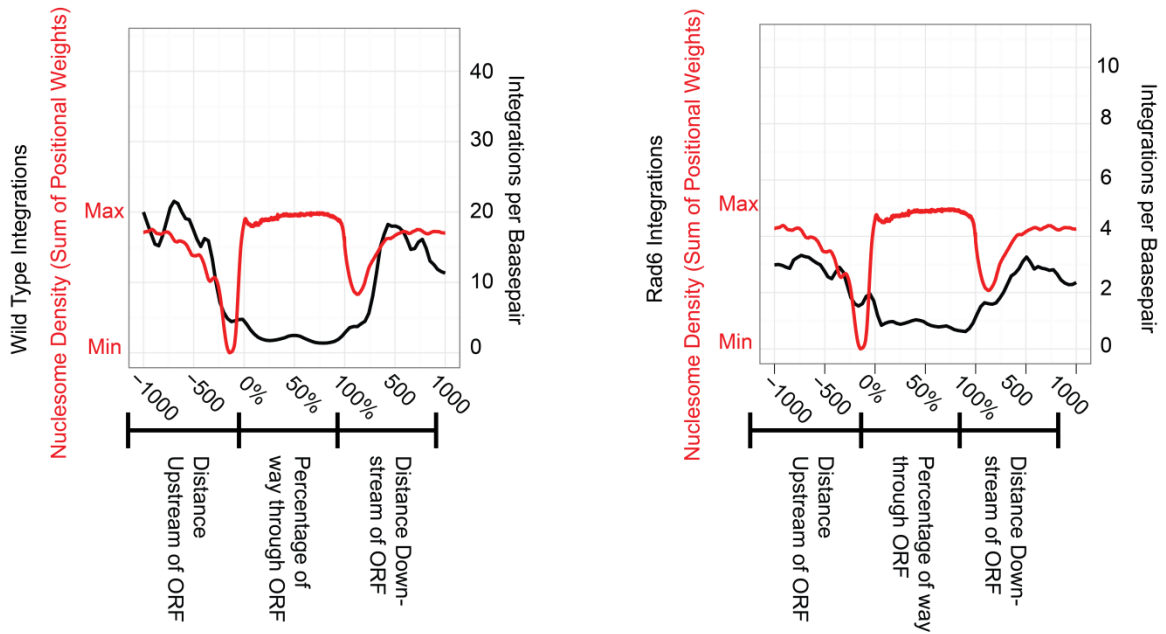 Wild Type Integrations
Nuclesome Density (Sum of Positional Weights)
Max
Min
40
30
20
10
0
Integrations per Baasepair
−1000
−500
0%
50%
100%
500
1000
Distance
Upstream of ORF
Percentage of
way through ORF
Distance Down-
stream of ORF
Rad6 Integrations
Nuclesome Density (Sum of Positional Weights)
Max
Min
10
8
6
4
2
0
Integrations per Baasepair
−1000
−500
0%
50%
100%
500
1000
Distance
Upstream of ORF
Percentage of way
through ORF
Distance Down-
stream of ORF